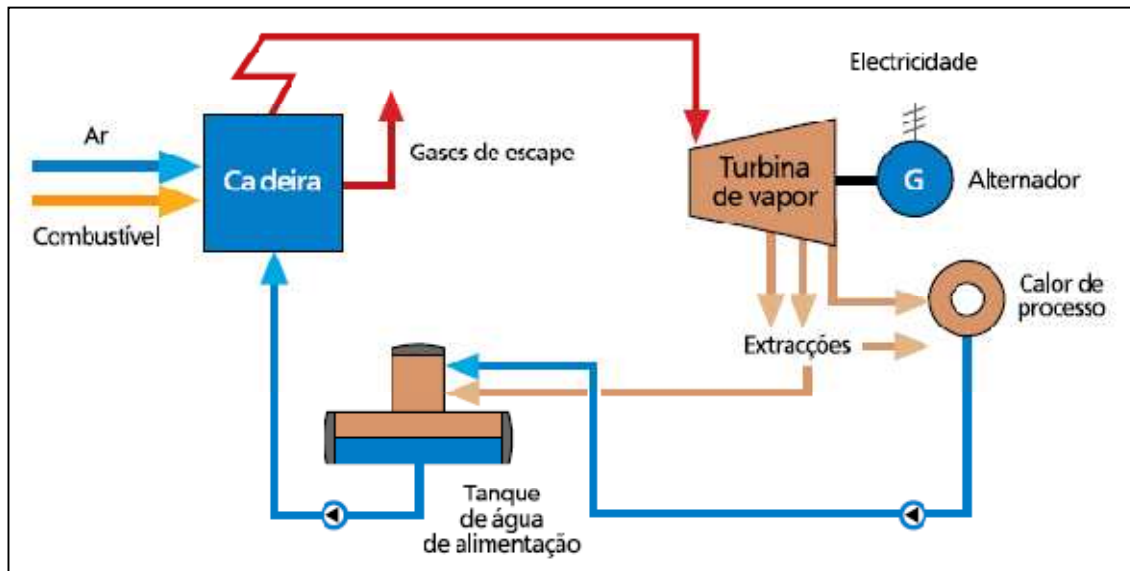 Electricidade
Ar
Gases de escape
Ca deira
Turbina
de vapor
G
Alternador
Combustível
Calor de
processo
Extracções
Tanque
de água
de alimentação